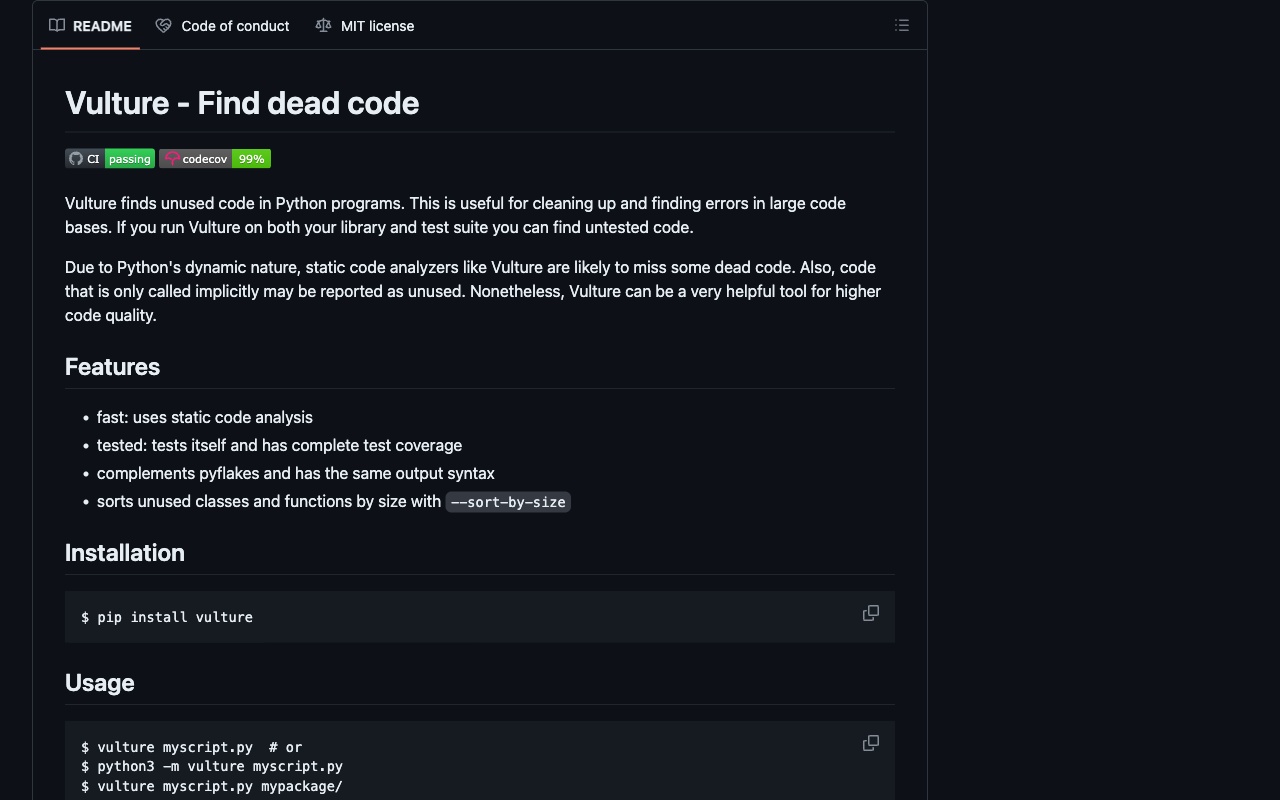 README Code of conduct MIT license
Vulture - Find dead code
CI passing codecov 99%
Vulture finds unused code in Python programs. This is useful for cleaning up and finding errors in large code
bases. If you run Vulture on both your library and test suite you can find untested code.
Due to Python's dynamic nature, static code analyzers like Vulture are likely to miss some dead code. Also, code
that is only called implicitly may be reported as unused. Nonetheless, Vulture can be a very helpful tool for higher
code quality.
Features
• fast: uses static code analysis
• tested: tests itself and has complete test coverage
• complements pyflakes and has the same output syntax
• sorts unused classes and functions by size with --sort-by-size
Installation
$ pip install vulture
Usage
$ vulture myscript.py  # or
$ python3 -m vulture myscript.py
$ vulture myscript.py mypackage/